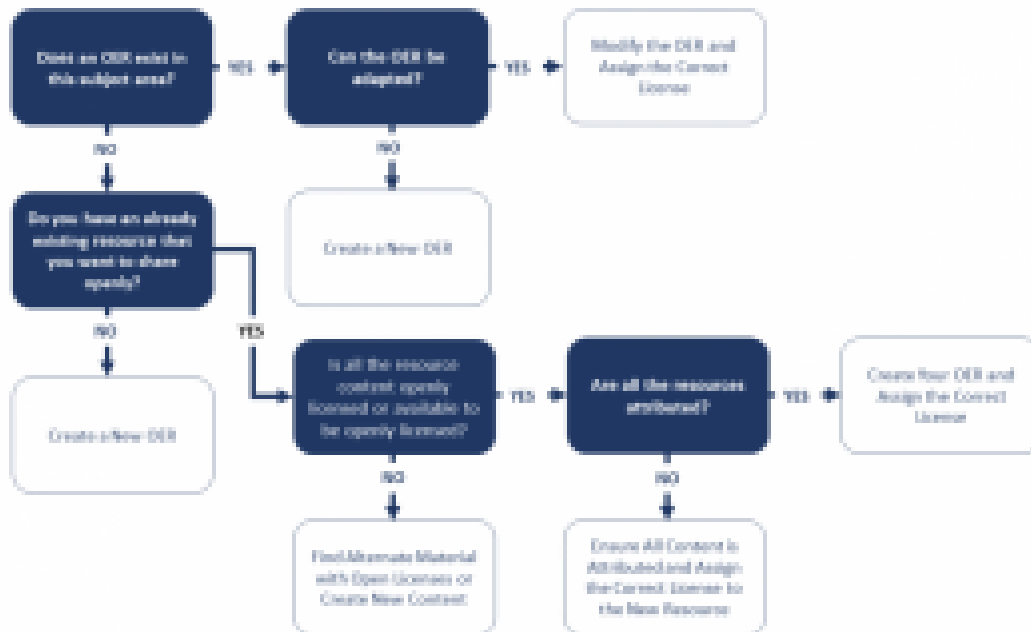 Does an OER exist in
this subject area?
YES
Can the OER be
adapted?
YES
Modify the OER and
Assign the Correct
License
NO
NO
Do you have an already
existing resource that
you want to share
openly?
Create a New OER
NO
YES
Is all the resource
content openly
licensed or available to
be openly licensed?
YES
Are all the resources
attributed?
YES
Create Your OER and
Assign the Correct
License
Create a New OER
NO
NO
Find Alternate Material
with Open Licenses or
Create New Content
Ensure All Content is
Attributed and Assign
the Correct License to
the New Resource